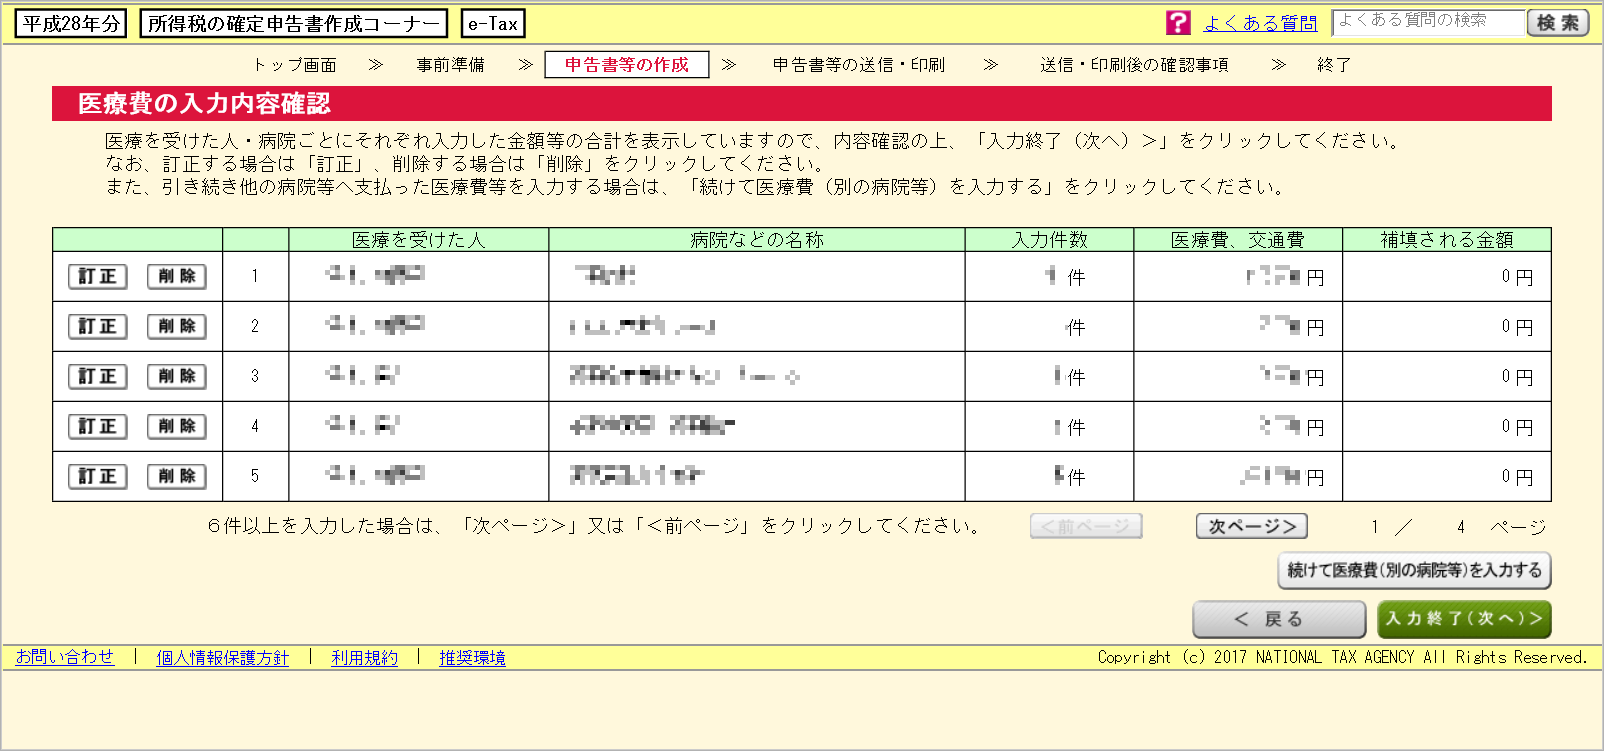 平成28年分 所得税の確定申告書作成コーナー e-Tax ? よくある質問 よくある質問の検索 検索
トップ画面 ≫ 事前準備 ≫ 申告書等の作成 ≫ 申告書等の送信・印刷 ≫ 送信・印刷後の確認事項 ≫ 終了
医療費の入力内容確認
医療を受けた人・病院ごとにそれぞれ入力した金額等の合計を表示していますので、内容確認の上、「入力終了（次へ）＞」をクリックしてください。
なお、訂正する場合は「訂正」、削除する場合は「削除」をクリックしてください。
また、引き続き他の病院等へ支払った医療費等を入力する場合は、「続けて医療費（別の病院等）を入力する」をクリックしてください。
医療を受けた人 病院などの名称 入力件数 医療費、交通費 補填される金額
訂正 削除 1 件 円 0 円
訂正 削除 2 件 円 0 円
訂正 削除 3 件 円 0 円
訂正 削除 4 件 円 0 円
訂正 削除 5 件 円 0 円
６件以上を入力した場合は、「次ページ＞」又は「＜前ページ」をクリックしてください。 ＜前ページ 次ページ＞ 1 ／ 4 ページ
続けて医療費（別の病院等）を入力する
＜ 戻る 入力終了（次へ）＞
お問い合わせ | 個人情報保護方針 | 利用規約 | 推奨環境 Copyright (c) 2017 NATIONAL TAX AGENCY All Rights Reserved.